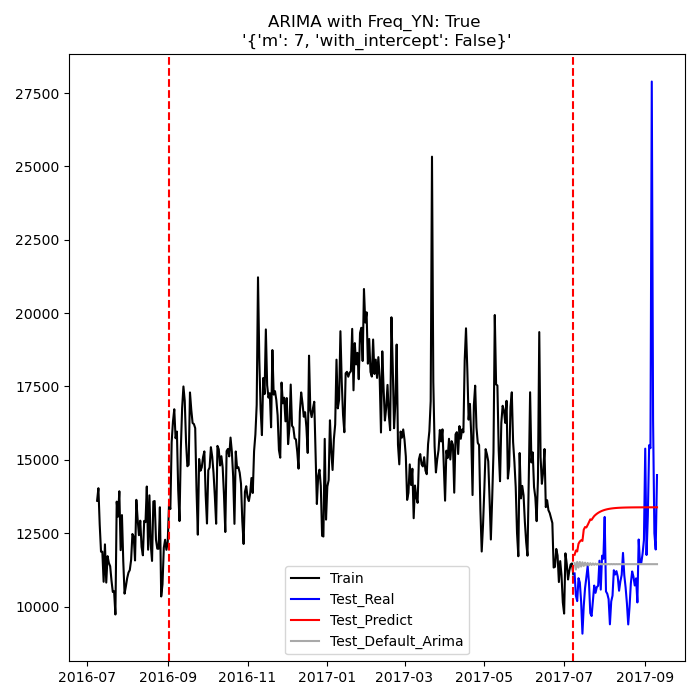 ARIMA with Freq_YN: True
'{'m': 7, 'with_intercept': False}'
27500
25000
22500
20000
17500
15000
12500
10000
Train
Test_Real
Test_Predict
Test_Default_Arima
2016-07
2016-09
2016-11
2017-01
2017-03
2017-05
2017-07
2017-09